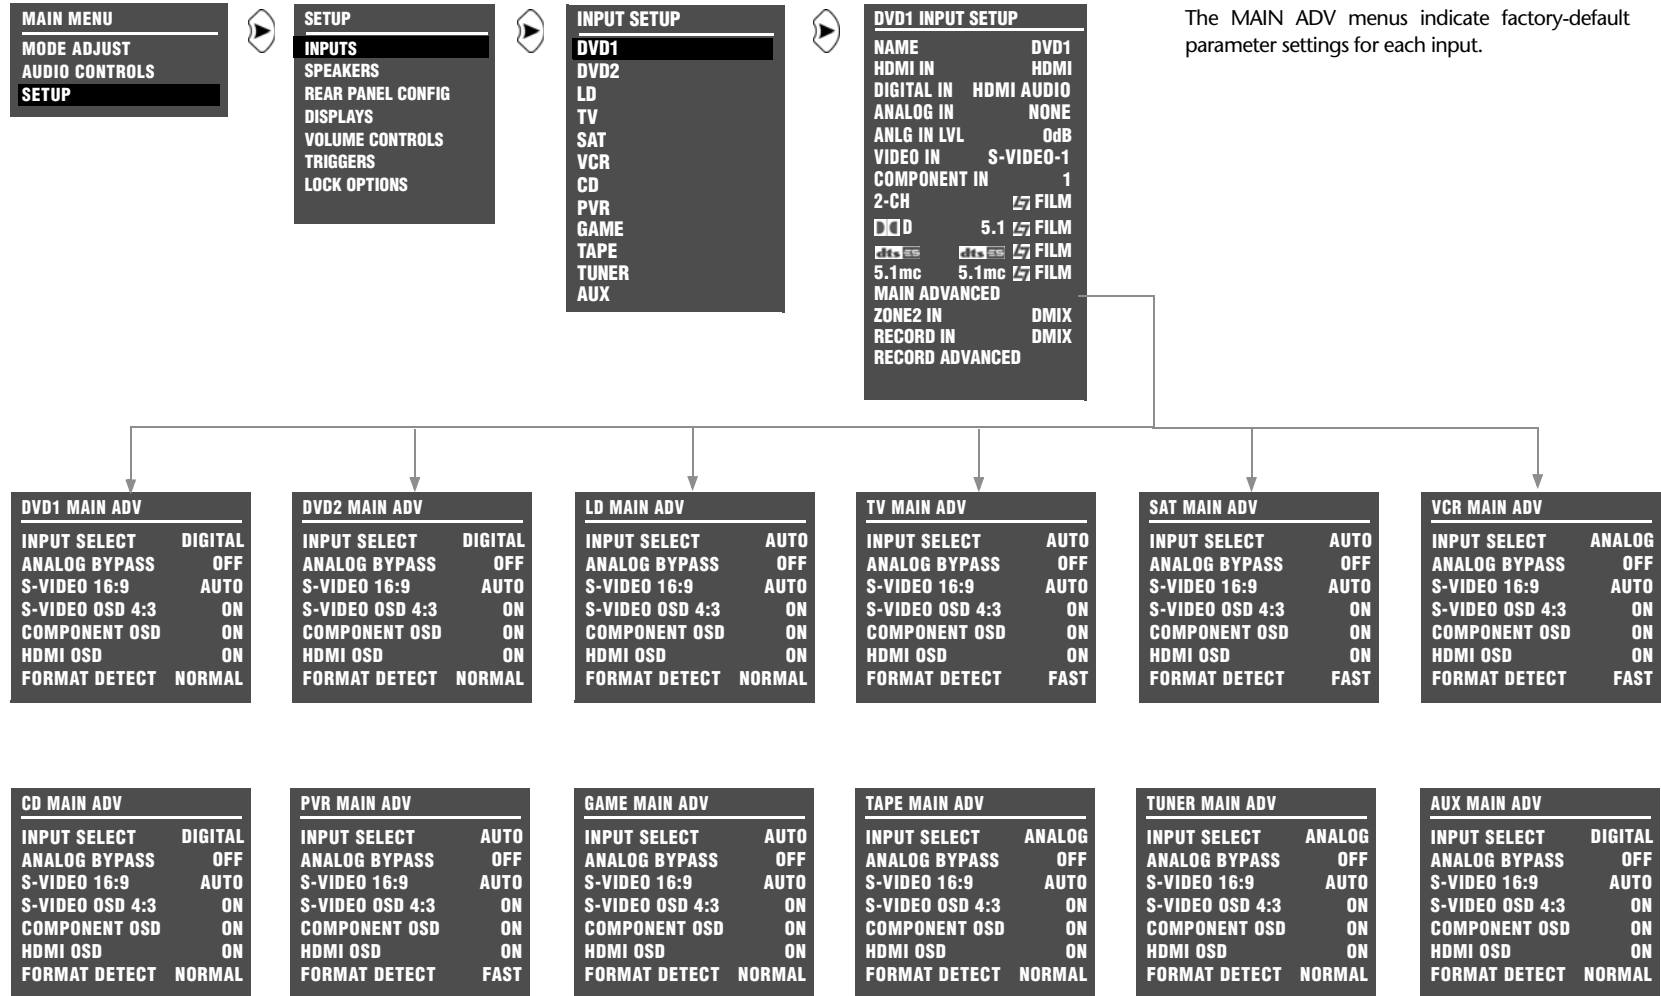 MAIN MENU
MODE ADJUST
AUDIO CONTROLS
SETUP
SETUP
INPUTS
SPEAKERS
REAR PANEL CONFIG
DISPLAYS
VOLUME CONTROLS
TRIGGERS
LOCK OPTIONS
INPUT SETUP
DVD1
DVD2
LD
TV
SAT
VCR
CD
PVR
GAME
TAPE
TUNER
AUX
DVD1 INPUT SETUP
NAME DVD1
HDMI IN HDMI
DIGITAL IN HDMI AUDIO
ANALOG IN NONE
ANLG IN LVL 0dB
VIDEO IN S-VIDEO-1
COMPONENT IN 1
2-CH FILM
D 5.1 FILM
dts ES dts ES FILM
5.1mc 5.1mc FILM
MAIN ADVANCED
ZONE2 IN DMIX
RECORD IN DMIX
RECORD ADVANCED
The MAIN ADV menus indicate factory-default
parameter settings for each input.
DVD1 MAIN ADV
INPUT SELECT DIGITAL
ANALOG BYPASS OFF
S-VIDEO 16:9 AUTO
S-VIDEO OSD 4:3 ON
COMPONENT OSD ON
HDMI OSD ON
FORMAT DETECT NORMAL
DVD2 MAIN ADV
INPUT SELECT DIGITAL
ANALOG BYPASS OFF
S-VIDEO 16:9 AUTO
S-VIDEO OSD 4:3 ON
COMPONENT OSD ON
HDMI OSD ON
FORMAT DETECT NORMAL
LD MAIN ADV
INPUT SELECT AUTO
ANALOG BYPASS OFF
S-VIDEO 16:9 AUTO
S-VIDEO OSD 4:3 ON
COMPONENT OSD ON
HDMI OSD ON
FORMAT DETECT NORMAL
TV MAIN ADV
INPUT SELECT AUTO
ANALOG BYPASS OFF
S-VIDEO 16:9 AUTO
S-VIDEO OSD 4:3 ON
COMPONENT OSD ON
HDMI OSD ON
FORMAT DETECT FAST
SAT MAIN ADV
INPUT SELECT AUTO
ANALOG BYPASS OFF
S-VIDEO 16:9 AUTO
S-VIDEO OSD 4:3 ON
COMPONENT OSD ON
HDMI OSD ON
FORMAT DETECT FAST
VCR MAIN ADV
INPUT SELECT ANALOG
ANALOG BYPASS OFF
S-VIDEO 16:9 AUTO
S-VIDEO OSD 4:3 ON
COMPONENT OSD ON
HDMI OSD ON
FORMAT DETECT FAST
CD MAIN ADV
INPUT SELECT DIGITAL
ANALOG BYPASS OFF
S-VIDEO 16:9 AUTO
S-VIDEO OSD 4:3 ON
COMPONENT OSD ON
HDMI OSD ON
FORMAT DETECT NORMAL
PVR MAIN ADV
INPUT SELECT AUTO
ANALOG BYPASS OFF
S-VIDEO 16:9 AUTO
S-VIDEO OSD 4:3 ON
COMPONENT OSD ON
HDMI OSD ON
FORMAT DETECT FAST
GAME MAIN ADV
INPUT SELECT AUTO
ANALOG BYPASS OFF
S-VIDEO 16:9 AUTO
S-VIDEO OSD 4:3 ON
COMPONENT OSD ON
HDMI OSD ON
FORMAT DETECT NORMAL
TAPE MAIN ADV
INPUT SELECT ANALOG
ANALOG BYPASS OFF
S-VIDEO 16:9 AUTO
S-VIDEO OSD 4:3 ON
COMPONENT OSD ON
HDMI OSD ON
FORMAT DETECT NORMAL
TUNER MAIN ADV
INPUT SELECT ANALOG
ANALOG BYPASS OFF
S-VIDEO 16:9 AUTO
S-VIDEO OSD 4:3 ON
COMPONENT OSD ON
HDMI OSD ON
FORMAT DETECT NORMAL
AUX MAIN ADV
INPUT SELECT DIGITAL
ANALOG BYPASS OFF
S-VIDEO 16:9 AUTO
S-VIDEO OSD 4:3 ON
COMPONENT OSD ON
HDMI OSD ON
FORMAT DETECT NORMAL